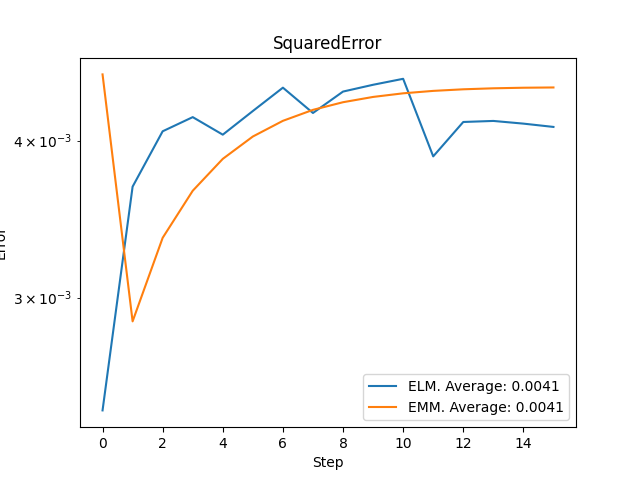 SquaredError
Error
4 × 10⁻³
3 × 10⁻³
ELM. Average: 0.0041
EMM. Average: 0.0041
0 2 4 6 8 10 12 14
Step